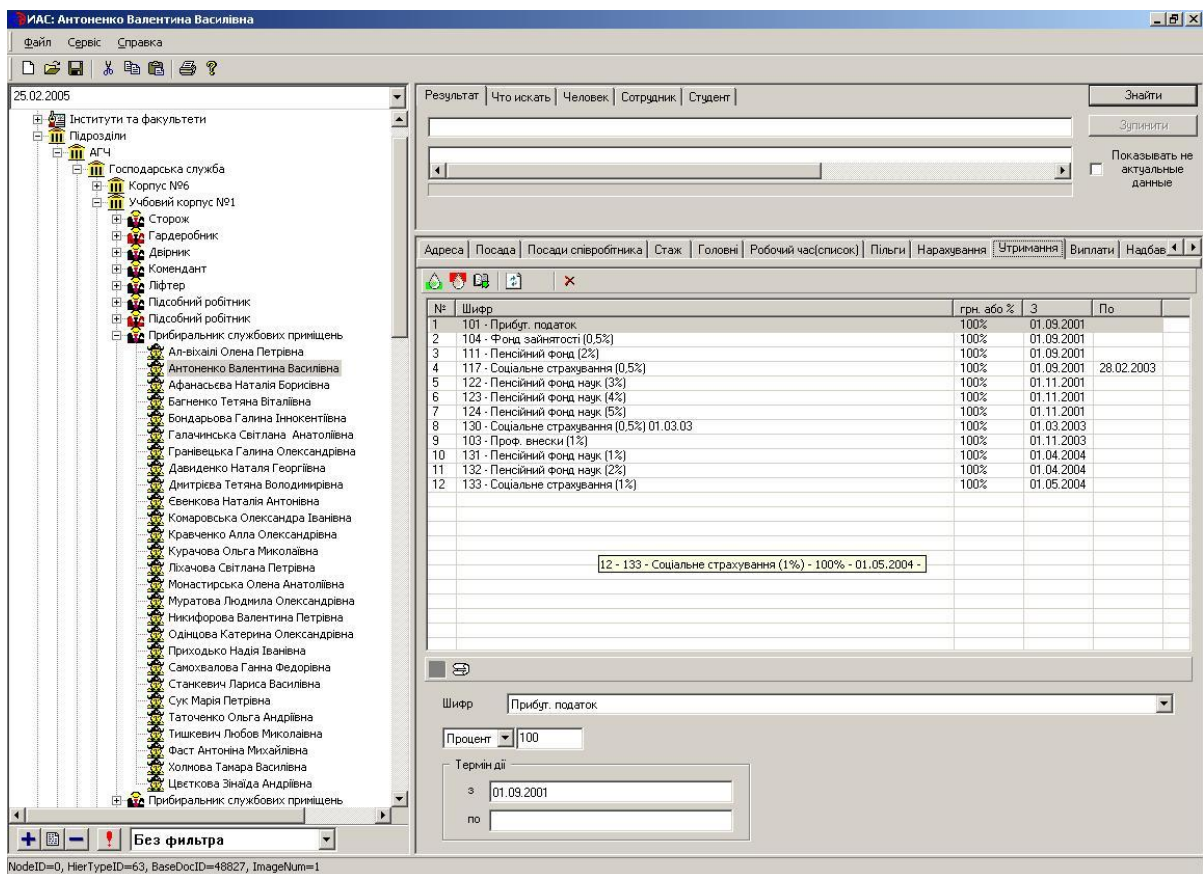 ИАС: Антоненко Валентина Василівна
Файл Сервіс Справка
25.02.2005
Інститути та факультети
Підрозділи
АГЧ
Господарська служба
Корпус №6
Учбовий корпус №1
Сторож
Гардеробник
Двірник
Комендант
Ліфтер
Підсобний робітник
Підсобний робітник
Прибиральник службових приміщень
Ал-віхаілі Олена Петрівна
Антоненко Валентина Василівна
Афанасьєва Наталія Борисівна
Багненко Тетяна Віталіївна
Бондарьова Галина Іннокентіївна
Галачинська Світлана Анатоліївна
Гранівецька Галина Олександрівна
Давиденко Наталя Георгіївна
Дмитрієва Тетяна Володимирівна
Євенкова Наталія Антонівна
Комаровська Олександра Іванівна
Кравченко Алла Олександрівна
Курачова Ольга Миколаївна
Ліхачова Світлана Петрівна
Монастирська Олена Анатоліївна
Муратова Людмила Олександрівна
Никифорова Валентина Петрівна
Одінцова Катерина Олександрівна
Приходько Надія Іванівна
Самохвалова Ганна Федорівна
Станкевич Лариса Василівна
Сук Марія Петрівна
Таточенко Ольга Андріївна
Тишкевич Любов Миколаївна
Фаст Антоніна Михайлівна
Холмова Тамара Василівна
Цвєткова Зінаїда Андріївна
Прибиральник службових приміщень
Без фильтра
NodeID=0, HierTypeID=63, BaseDocID=48827, ImageNum=1
Результат Что искать Человек Сотрудник Студент
Знайти
Зупинити
Показывать не
актуальные
данные
Адреса Посада Посади співробітника Стаж Головні Робочий час(список) Пільги Нарахування Утримання Виплати Надбав
№ Шифр грн. або % З По
1 101 - Прибут. податок 100% 01.09.2001
2 104 - Фонд зайнятості (0,5%) 100% 01.09.2001
3 111 - Пенсійний фонд (2%) 100% 01.09.2001
4 117 - Соціальне страхування (0,5%) 100% 01.09.2001 28.02.2003
5 122 - Пенсійний фонд наук (3%) 100% 01.11.2001
6 123 - Пенсійний фонд наук (4%) 100% 01.11.2001
7 124 - Пенсійний фонд наук (5%) 100% 01.11.2001
8 130 - Соціальне страхування (0,5%) 01.03.03 100% 01.03.2003
9 103 - Проф. внески (1%) 100% 01.11.2003
10 131 - Пенсійний фонд наук (1%) 100% 01.04.2004
11 132 - Пенсійний фонд наук (2%) 100% 01.04.2004
12 133 - Соціальне страхування (1%) 100% 01.05.2004
12 - 133 - Соціальне страхування (1%) - 100% - 01.05.2004 -
Шифр Прибут. податок
Процент 100
Термін дії
з 01.09.2001
по